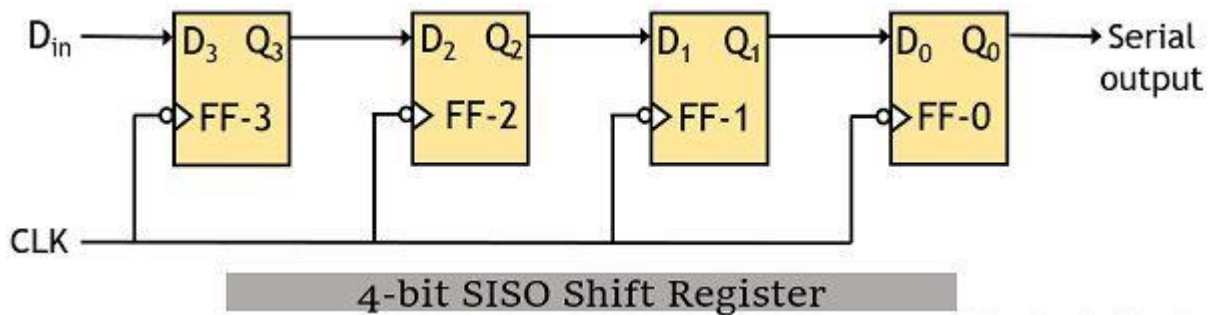 Dᵢₙ D₃ Q₃ D₂ Q₂ D₁ Q₁ D₀ Q₀ Serial
output
FF-3 FF-2 FF-1 FF-0
CLK
4-bit SISO Shift Register